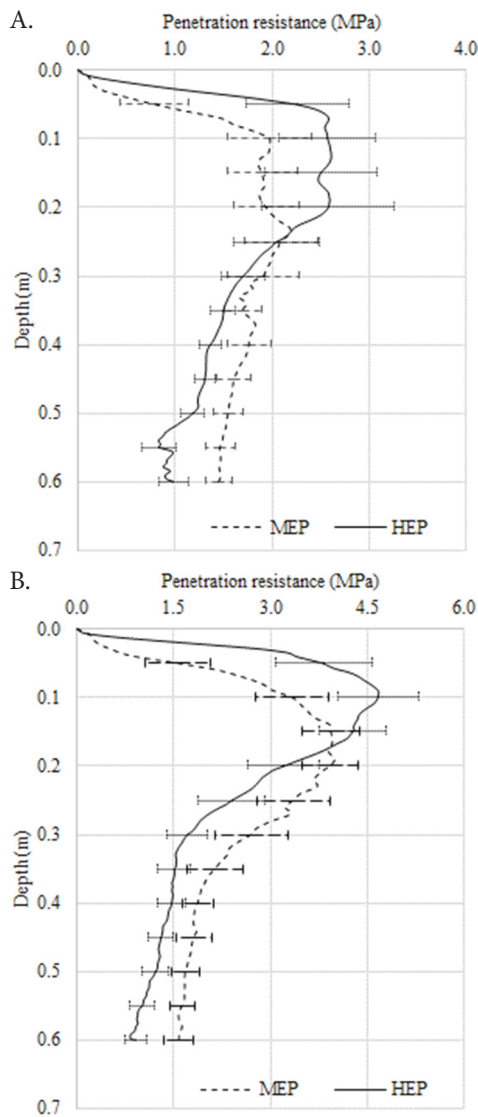 A.
Penetration resistance (MPa)
0.0 1.0 2.0 3.0 4.0
0.0
0.1
0.2
0.3
0.4
0.5
0.6
0.7
Depth (m)
MEP HEP
B.
Penetration resistance (MPa)
0.0 1.5 3.0 4.5 6.0
0.0
0.1
0.2
0.3
0.4
0.5
0.6
0.7
Depth (m)
MEP HEP